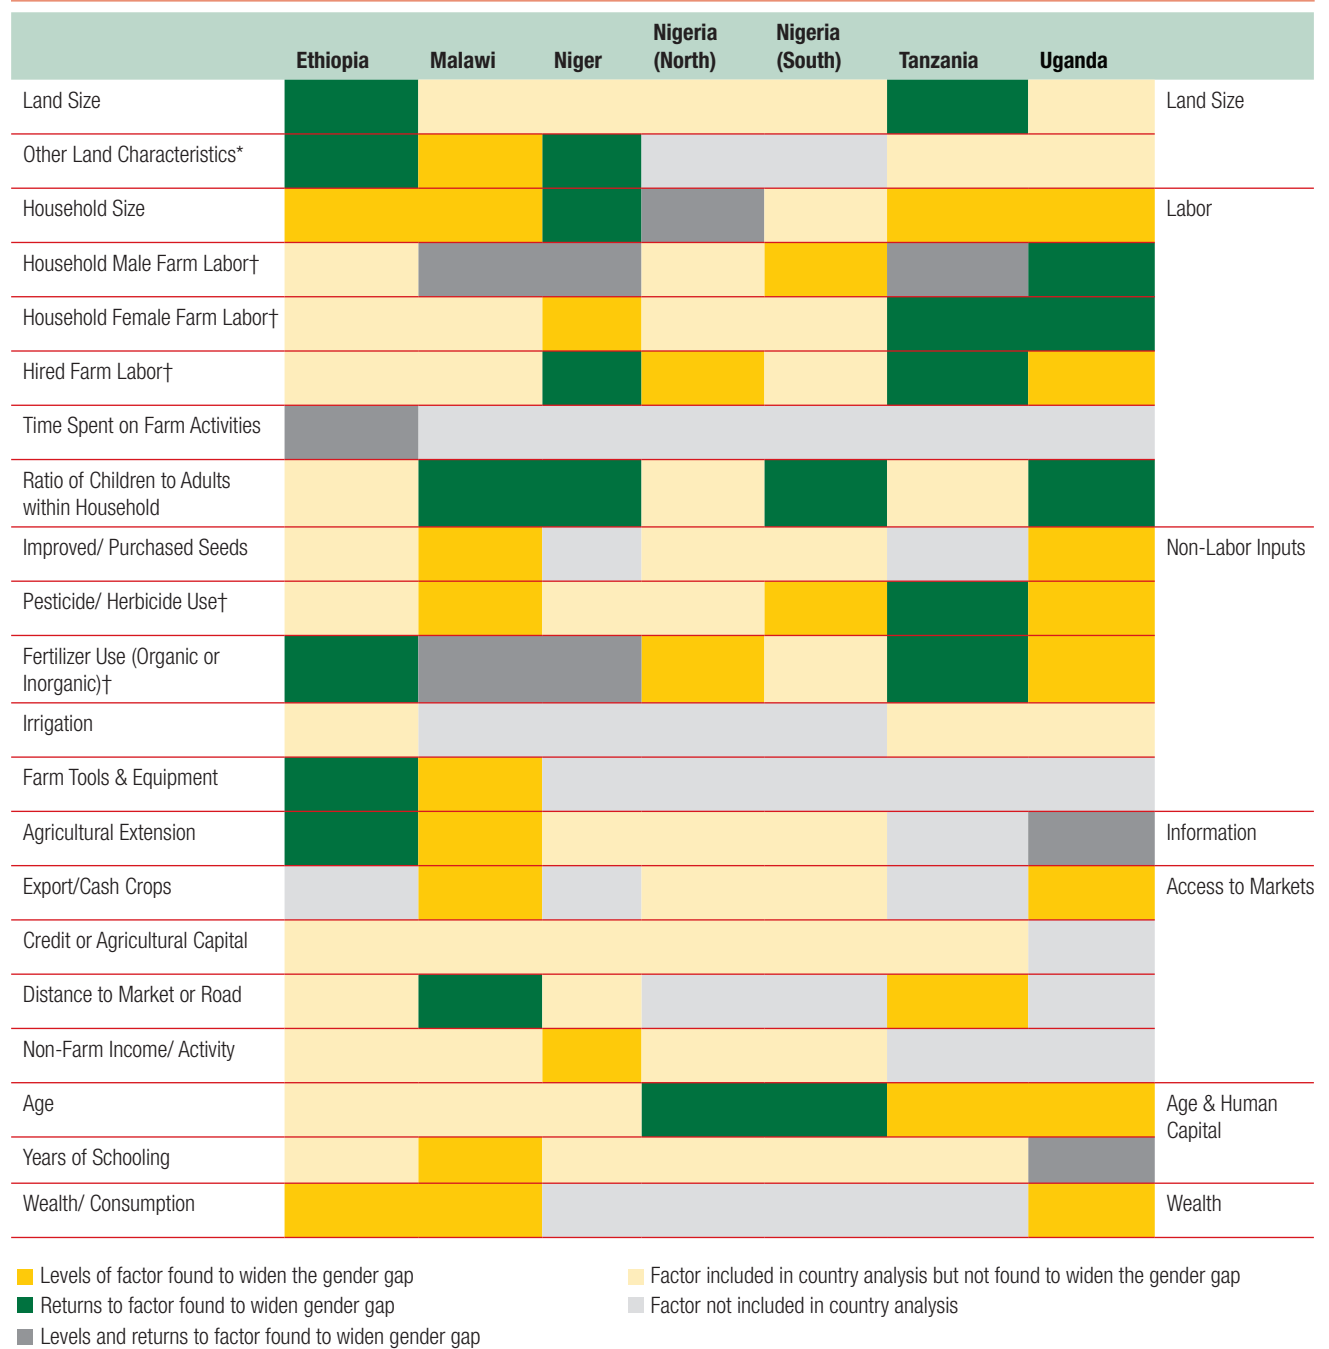 Ethiopia
Malawi
Niger
Nigeria
(North)
Nigeria
(South)
Tanzania
Uganda
Land Size
Land Size
Other Land Characteristics*
Household Size
Labor
Household Male Farm Labor†
Household Female Farm Labor†
Hired Farm Labor†
Time Spent on Farm Activities
Ratio of Children to Adults
within Household
Improved/ Purchased Seeds
Non-Labor Inputs
Pesticide/ Herbicide Use†
Fertilizer Use (Organic or
Inorganic)†
Irrigation
Farm Tools & Equipment
Agricultural Extension
Information
Export/Cash Crops
Access to Markets
Credit or Agricultural Capital
Distance to Market or Road
Non-Farm Income/ Activity
Age
Age & Human
Capital
Years of Schooling
Wealth/ Consumption
Wealth
Levels of factor found to widen the gender gap
Returns to factor found to widen gender gap
Levels and returns to factor found to widen gender gap
Factor included in country analysis but not found to widen the gender gap
Factor not included in country analysis